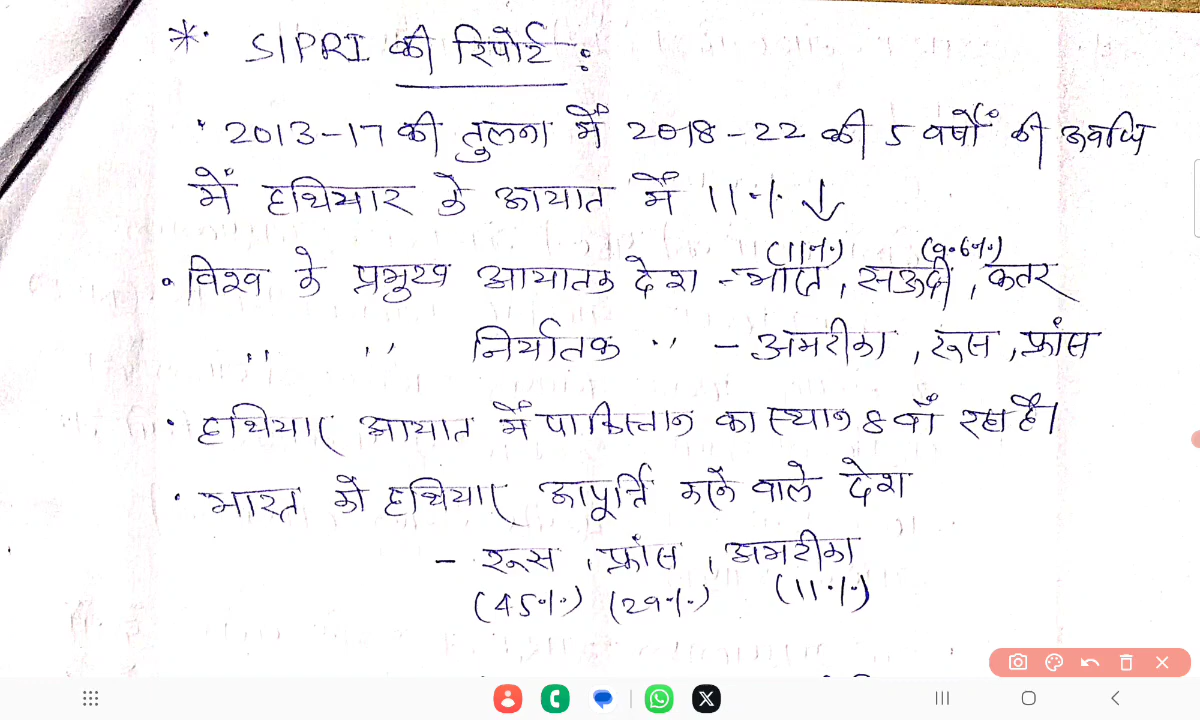 * SIPRI की रिपोर्ट :
• 2013-17 की तुलना में 2018-22 की 5 वर्षों की अवधि
में हथियार के आयात में 11% ↓
(11%) (9.6%)
• विश्व के प्रमुख आयातक देश - भारत, सऊदी, कतर
" " निर्यातक " - अमरीका, रूस, फ्रांस
• हथियार आयात में पाकिस्तान का स्थान 8 वाँ रहा है।
• भारत को हथियार आपूर्ति करने वाले देश
- रूस, फ्रांस, अमरीका
(45%) (29%) (11%)